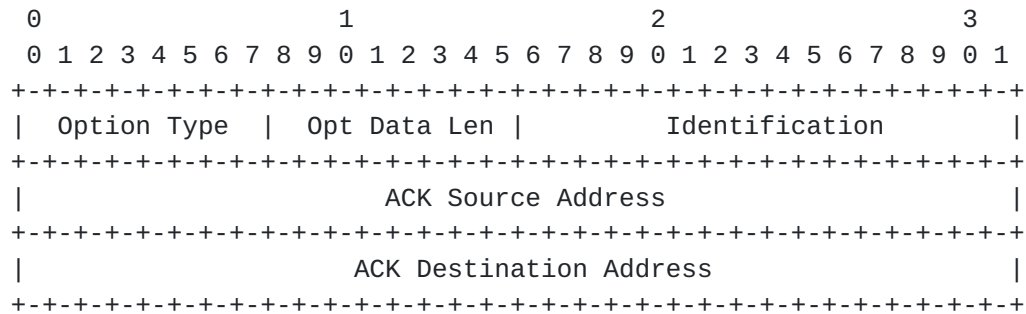 0                   1                   2                   3
 0 1 2 3 4 5 6 7 8 9 0 1 2 3 4 5 6 7 8 9 0 1 2 3 4 5 6 7 8 9 0 1
+-+-+-+-+-+-+-+-+-+-+-+-+-+-+-+-+-+-+-+-+-+-+-+-+-+-+-+-+-+-+-+-+
|  Option Type  |  Opt Data Len |         Identification        |
+-+-+-+-+-+-+-+-+-+-+-+-+-+-+-+-+-+-+-+-+-+-+-+-+-+-+-+-+-+-+-+-+
|                       ACK Source Address                      |
+-+-+-+-+-+-+-+-+-+-+-+-+-+-+-+-+-+-+-+-+-+-+-+-+-+-+-+-+-+-+-+-+
|                     ACK Destination Address                   |
+-+-+-+-+-+-+-+-+-+-+-+-+-+-+-+-+-+-+-+-+-+-+-+-+-+-+-+-+-+-+-+-+